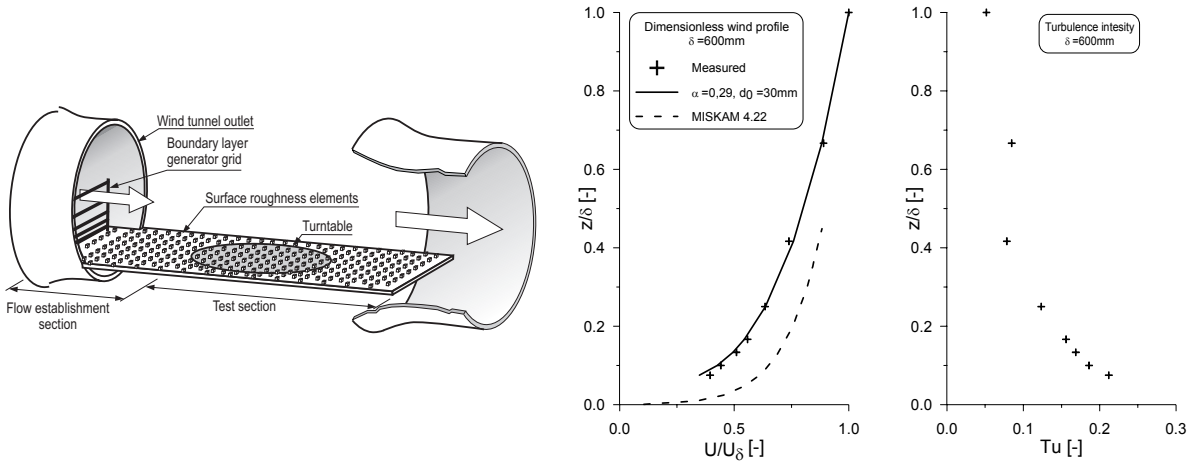 Wind tunnel outlet
Boundary layer
generator grid
Surface roughness elements
Turntable
Flow establishment
section
Test section
1.0
0.8
0.6
0.4
0.2
0.0
z/δ [-]
Dimensionless wind profile
δ =600mm
Measured
α =0,29, d0 =30mm
MISKAM 4.22
0.0
0.5
1.0
U/Uδ [-]
1.0
0.8
0.6
0.4
0.2
0.0
z/δ [-]
Turbulence intesity
δ =600mm
0.0
0.1
0.2
0.3
Tu [-]